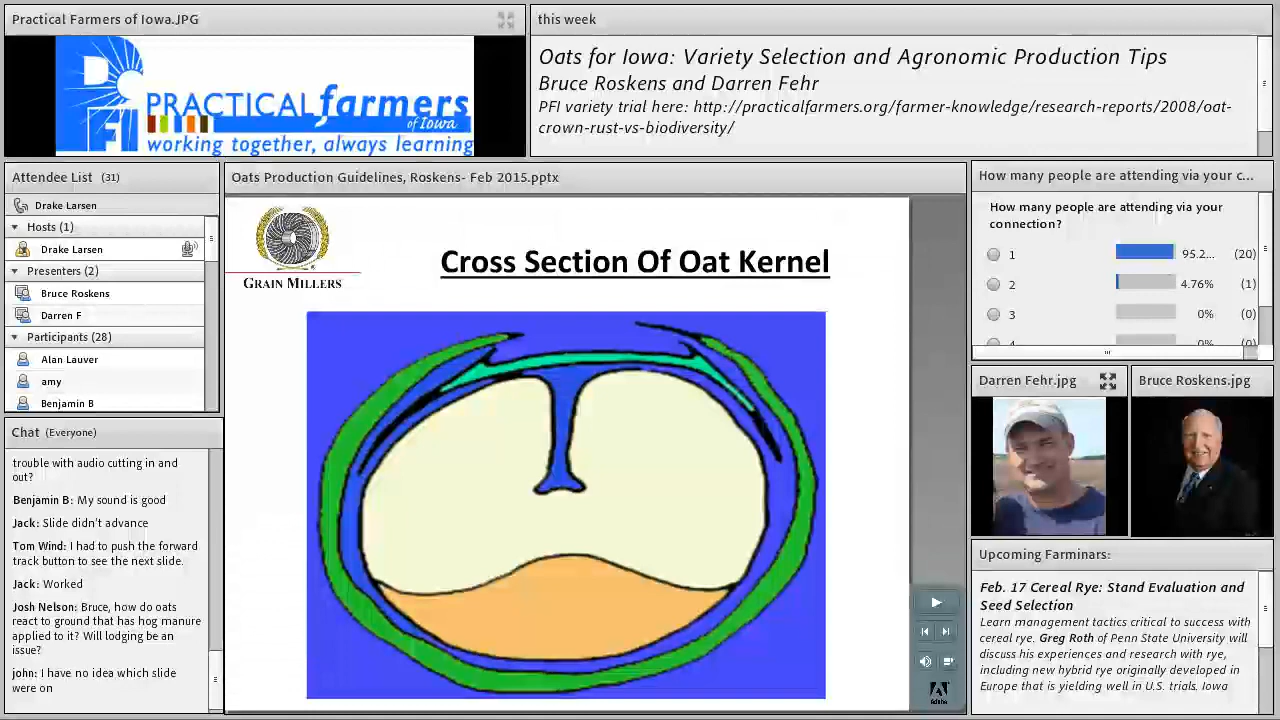 Practical Farmers of Iowa.JPG
PFI
PRACTICAL farmers
of Iowa
working together, always learning
this week
Oats for Iowa: Variety Selection and Agronomic Production Tips
Bruce Roskens and Darren Fehr
PFI variety trial here: http://practicalfarmers.org/farmer-knowledge/research-reports/2008/oat-
crown-rust-vs-biodiversity/
Attendee List (31)
Drake Larsen
Hosts (1)
Drake Larsen
Presenters (2)
Bruce Roskens
Darren F
Participants (28)
Alan Lauver
amy
Benjamin B
Chat (Everyone)
trouble with audio cutting in and
out?
Benjamin B: My sound is good
Jack: Slide didn't advance
Tom Wind: I had to push the forward
track button to see the next slide.
Jack: Worked
Josh Nelson: Bruce, how do oats
react to ground that has hog manure
applied to it? Will lodging be an
issue?
john: I have no idea which slide
were on
Oats Production Guidelines, Roskens- Feb 2015.pptx
GRAIN MILLERS
Cross Section Of Oat Kernel
Adobe
How many people are attending via your c...
How many people are attending via your
connection?
1 95.2... (20)
2 4.76% (1)
3 0% (0)
4 0% (0)
Darren Fehr.jpg
Bruce Roskens.jpg
Upcoming Farminars:
Feb. 17 Cereal Rye: Stand Evaluation and
Seed Selection
Learn management tactics critical to success with
cereal rye. Greg Roth of Penn State University will
discuss his experiences and research with rye,
including new hybrid rye originally developed in
Europe that is yielding well in U.S. trials. Iowa